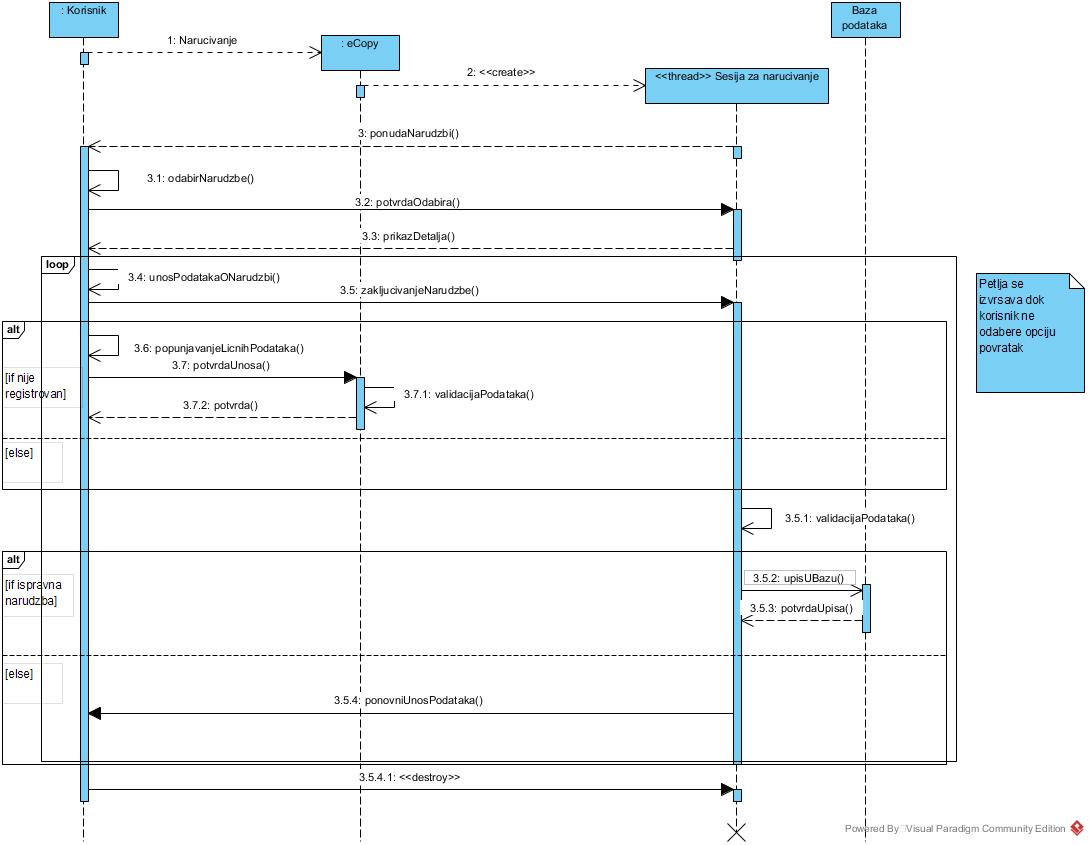 : Korisnik
Baza
podataka
1: Narucivanje
: eCopy
2: <<create>>
<<thread>> Sesija za narucivanje
3: ponudaNarudzbi()
3.1: odabirNarudzbe()
3.2: potvrdaOdabira()
3.3: prikazDetalja()
loop
3.4: unosPodatakaONarudzbi()
3.5: zakljucivanjeNarudzbe()
Petlja se
izvrsava dok
korisnik ne
odabere opciju
povratak
alt
3.6: popunjavanjeLicnihPodataka()
3.7: potvrdaUnosa()
[if nije
registrovan]
3.7.1: validacijaPodataka()
3.7.2: potvrda()
[else]
3.5.1: validacijaPodataka()
alt
[if ispravna
narudzba]
3.5.2: upisUBazu()
3.5.3: potvrdaUpisa()
[else]
3.5.4: ponovniUnosPodataka()
3.5.4.1: <<destroy>>
Powered By Visual Paradigm Community Edition